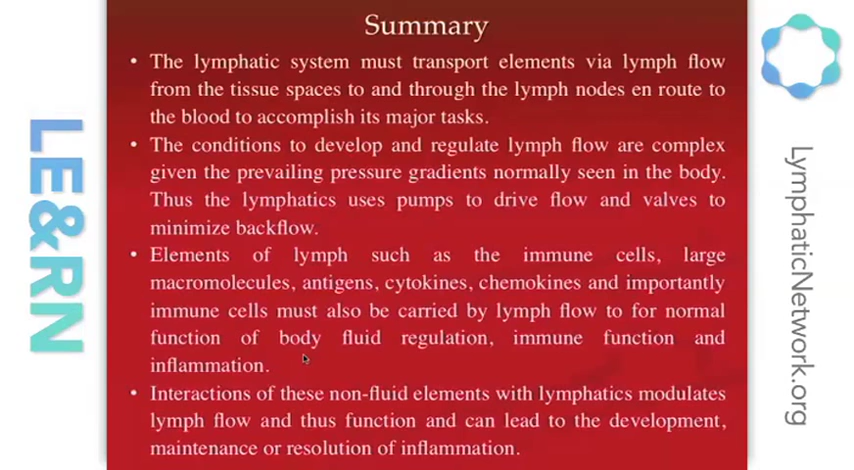 Summary
• The lymphatic system must transport elements via lymph flow
from the tissue spaces to and through the lymph nodes en route to
the blood to accomplish its major tasks.
• The conditions to develop and regulate lymph flow are complex
given the prevailing pressure gradients normally seen in the body.
Thus the lymphatics uses pumps to drive flow and valves to
minimize backflow.
• Elements of lymph such as the immune cells, large
macromolecules, antigens, cytokines, chemokines and importantly
immune cells must also be carried by lymph flow to for normal
function of body fluid regulation, immune function and
inflammation.
• Interactions of these non-fluid elements with lymphatics modulates
lymph flow and thus function and can lead to the development,
maintenance or resolution of inflammation.
LE&RN
LymphaticNetwork.org